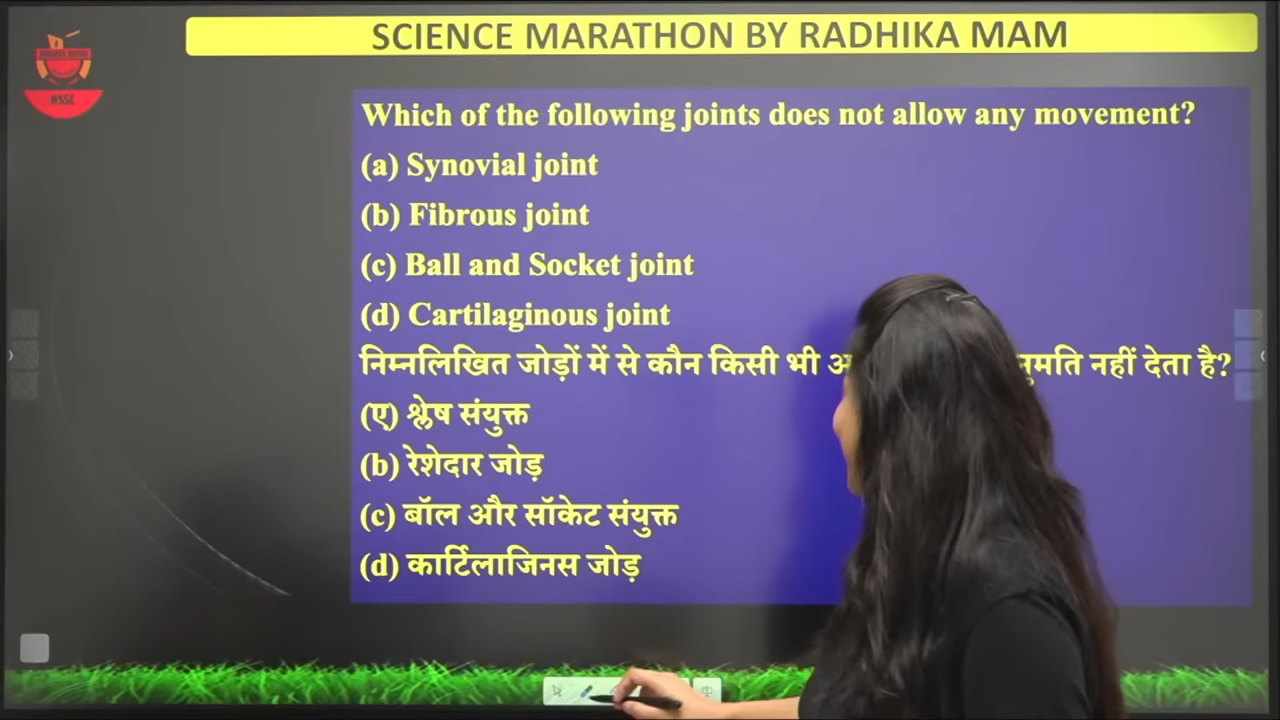 SCIENCE MARATHON BY RADHIKA MAM
HSSC
Which of the following joints does not allow any movement?
(a) Synovial joint
(b) Fibrous joint
(c) Ball and Socket joint
(d) Cartilaginous joint
निम्नलिखित जोड़ों में से कौन किसी भी नहीं देता है?
(ए) श्लेष संयुक्त
(b) रेशेदार जोड़
(c) बॉल और सॉकेट संयुक्त
(d) कार्टिलाजिनस जोड़